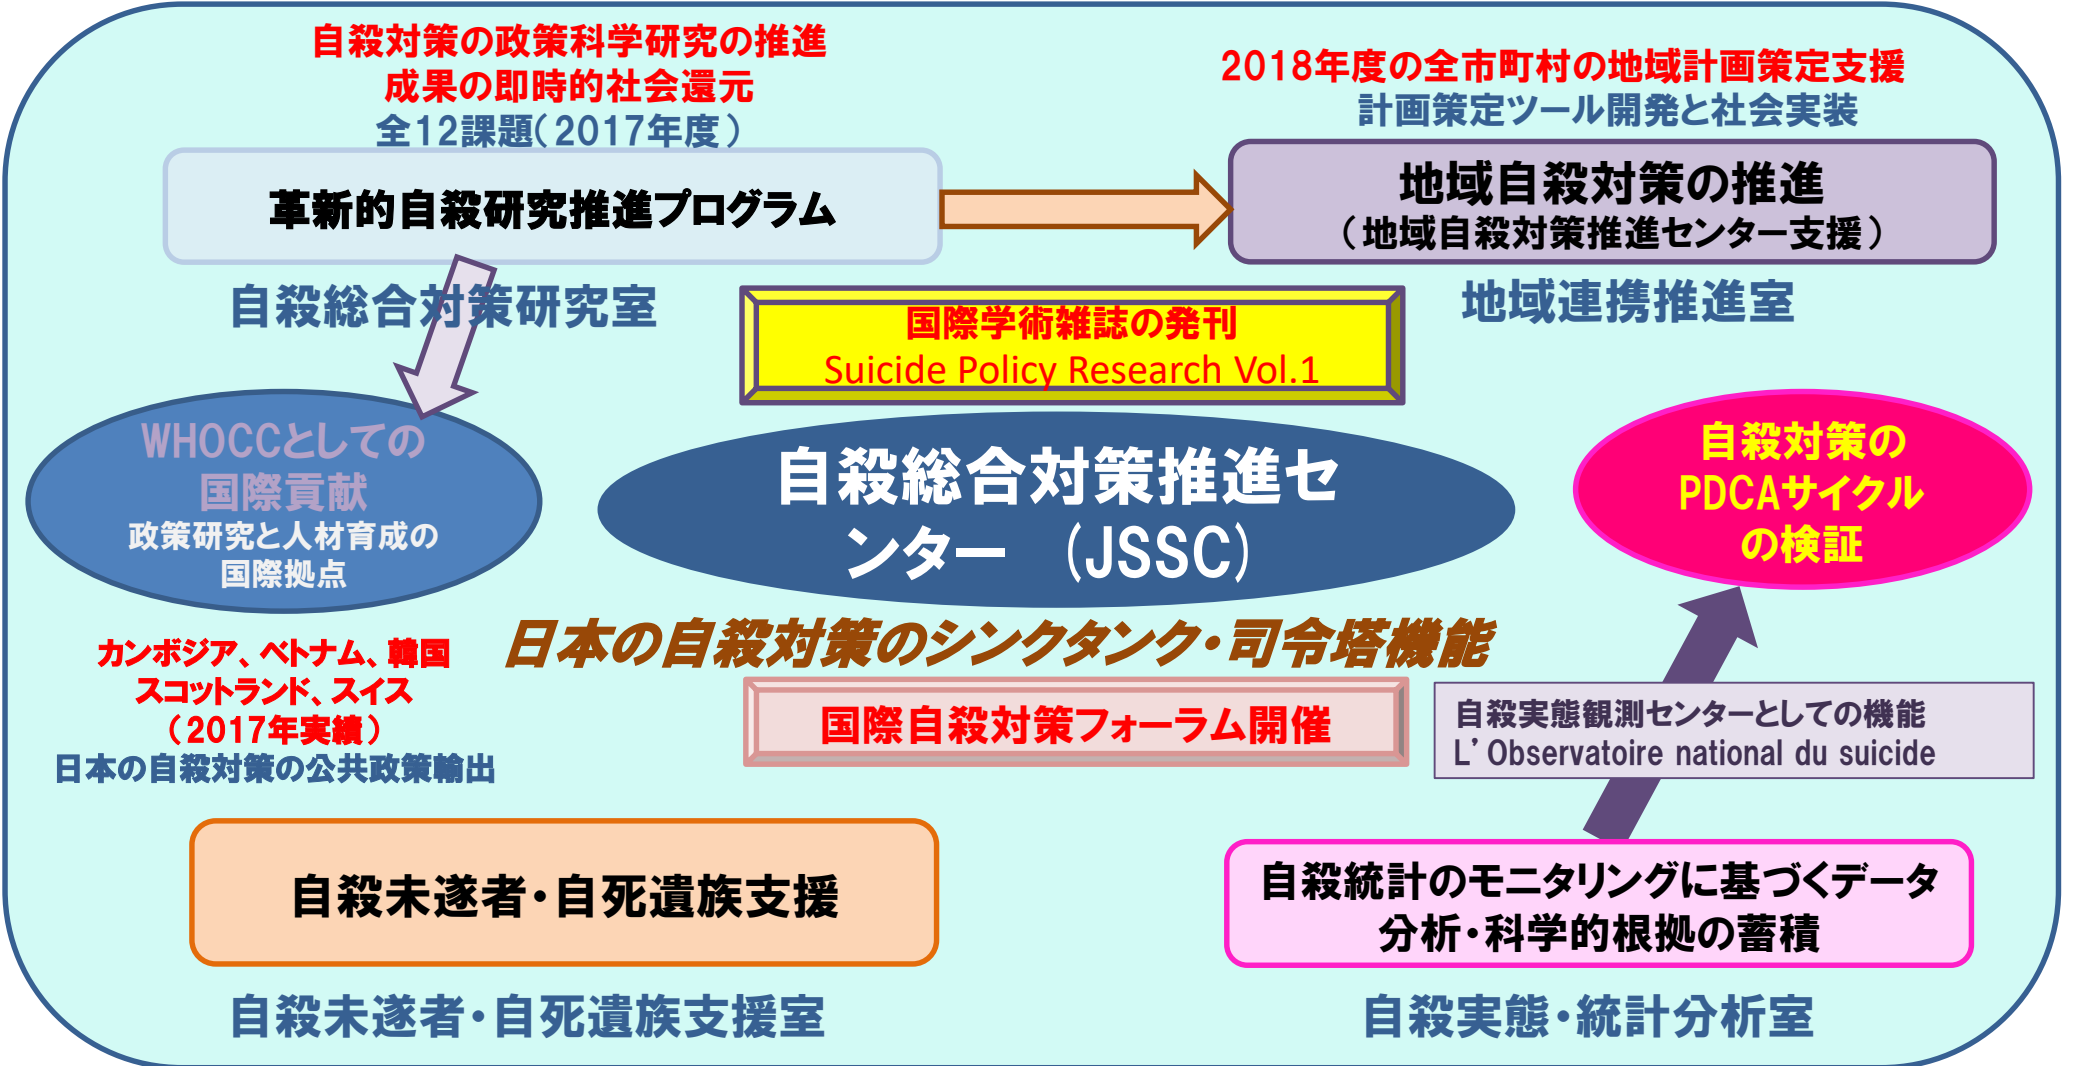 自殺対策の政策科学研究の推進
成果の即時的社会還元
全12課題（2017年度）
革新的自殺研究推進プログラム
自殺総合対策研究室
2018年度の全市町村の地域計画策定支援
計画策定ツール開発と社会実装
地域自殺対策の推進
（地域自殺対策推進センター支援）
地域連携推進室
国際学術雑誌の発刊
Suicide Policy Research Vol.1
WHOCCとしての
国際貢献
政策研究と人材育成の
国際拠点
自殺総合対策推進セ
ンター （JSSC）
自殺対策の
PDCAサイクル
の検証
日本の自殺対策のシンクタンク・司令塔機能
カンボジア、ベトナム、韓国
スコットランド、スイス
（2017年実績）
日本の自殺対策の公共政策輸出
国際自殺対策フォーラム開催
自殺実態観測センターとしての機能
L’Observatoire national du suicide
自殺未遂者・自死遺族支援
自殺未遂者・自死遺族支援室
自殺統計のモニタリングに基づくデータ
分析・科学的根拠の蓄積
自殺実態・統計分析室